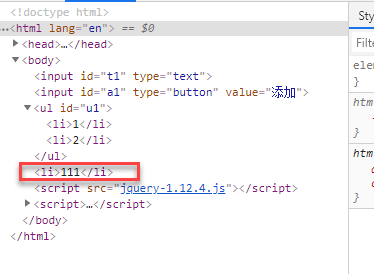 <!doctype html>
<html lang="en"> == $0
<head>…</head>
<body>
<input id="t1" type="text">
<input id="a1" type="button" value="添加">
<ul id="u1">
<li>1</li>
<li>2</li>
</ul>
<li>111</li>
<script src="jquery-1.12.4.js"></script>
<script>…</script>
</body>
</html>
Sty
Filt
elem
}
htm
}
htm
}